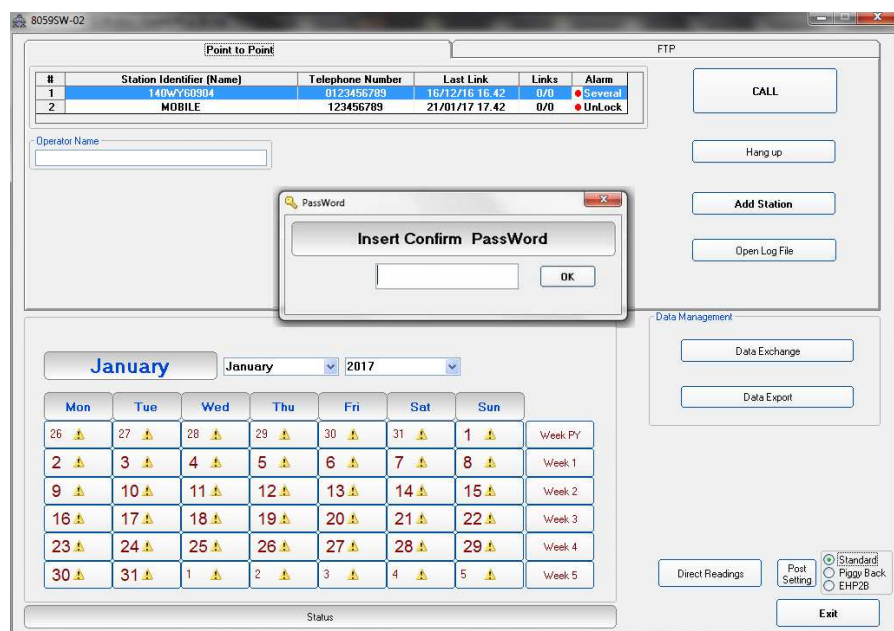 8059SW-02
Point to Point
FTP
# Station Identifier (Name) Telephone Number Last Link Links Alarm
1 140WY60904 0123456789 16/12/16 16.42 0/0 Several
2 MOBILE 123456789 21/01/17 17.42 0/0 UnLock
CALL
Operator Name
Hang up
PassWord
Insert Confirm PassWord
OK
Add Station
Open Log File
Data Management
Data Exchange
Data Export
January January 2017
Mon Tue Wed Thu Fri Sat Sun
26 27 28 29 30 31 1 Week PY
2 3 4 5 6 7 8 Week 1
9 10 11 12 13 14 15 Week 2
16 17 18 19 20 21 22 Week 3
23 24 25 26 27 28 29 Week 4
30 31 1 2 3 4 5 Week 5
Direct Readings
Post
Setting
Standard
Piggy Back
EHP2B
Status
Exit